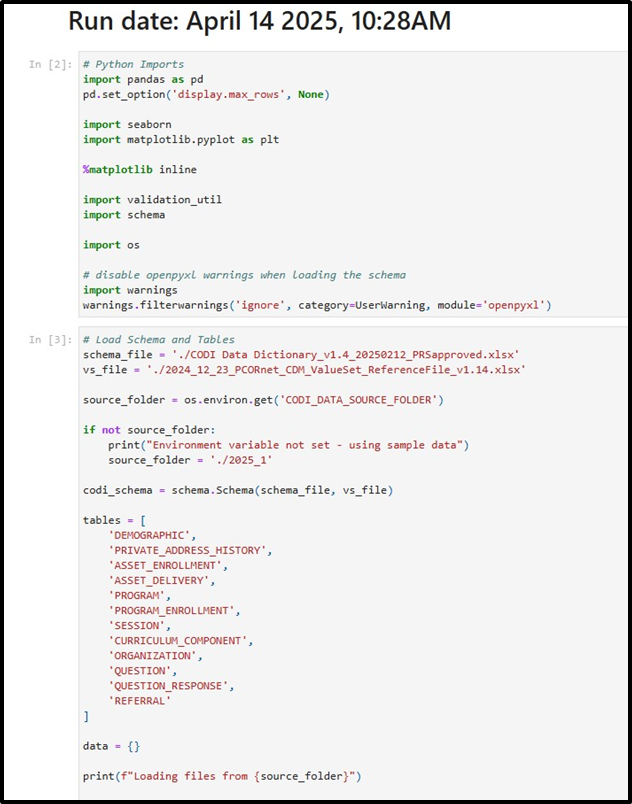 Run date: April 14 2025, 10:28AM
In [2]:
# Python Imports
import pandas as pd
pd.set_option('display.max_rows', None)
import seaborn
import matplotlib.pyplot as plt
%matplotlib inline
import validation_util
import schema
import os
# disable openpyxl warnings when loading the schema
import warnings
warnings.filterwarnings('ignore', category=UserWarning, module='openpyxl')
In [3]:
# Load Schema and Tables
schema_file = './CODI Data Dictionary_v1.4_20250212_PRSapproved.xlsx'
vs_file = './2024_12_23_PCORnet_CDM_ValueSet_ReferenceFile_v1.14.xlsx'
source_folder = os.environ.get('CODI_DATA_SOURCE_FOLDER')
if not source_folder:
    print("Environment variable not set - using sample data")
    source_folder = './2025_1'
codi_schema = schema.Schema(schema_file, vs_file)
tables = [
    'DEMOGRAPHIC',
    'PRIVATE_ADDRESS_HISTORY',
    'ASSET_ENROLLMENT',
    'ASSET_DELIVERY',
    'PROGRAM',
    'PROGRAM_ENROLLMENT',
    'SESSION',
    'CURRICULUM_COMPONENT',
    'ORGANIZATION',
    'QUESTION',
    'QUESTION_RESPONSE',
    'REFERRAL'
]
data = {}
print(f"Loading files from {source_folder}")